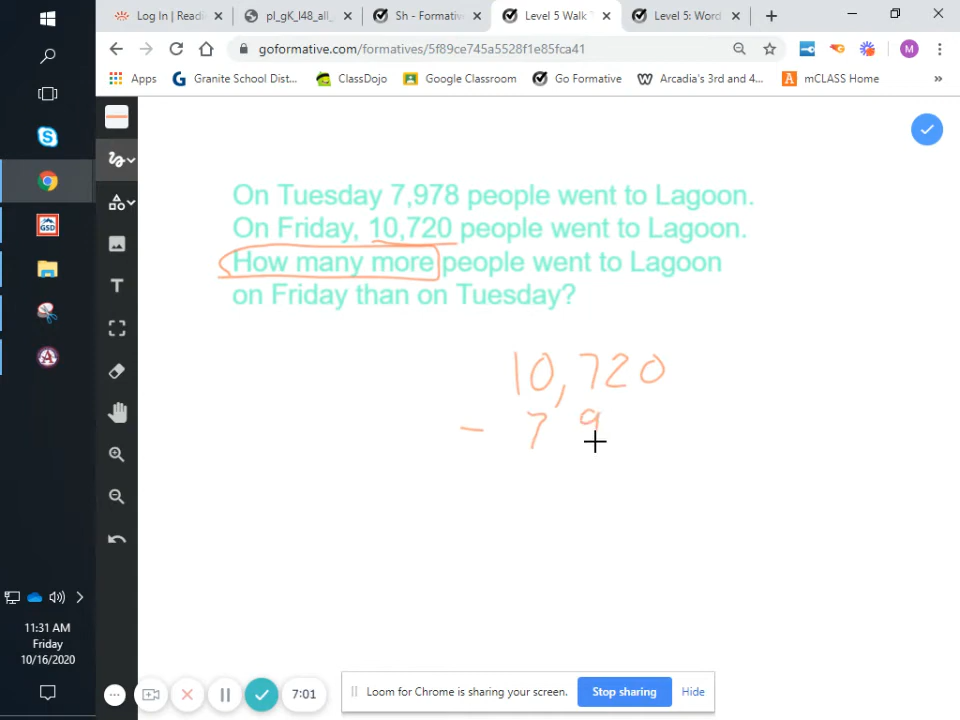 Log In | Readi
pl_gK_l48_all_
Sh - Formative
Level 5 Walk T
Level 5: Word
goformative.com/formatives/5f89ce745a5528f1e85fca41
M
Apps
Granite School Dist...
ClassDojo
Google Classroom
Go Formative
Arcadia's 3rd and 4...
mCLASS Home
»
GSD
T
On Tuesday 7,978 people went to Lagoon.
On Friday, 10,720 people went to Lagoon.
How many more people went to Lagoon
on Friday than on Tuesday?
10,720
- 7 9
11:31 AM
Friday
10/16/2020
7:01
Loom for Chrome is sharing your screen.
Stop sharing
Hide